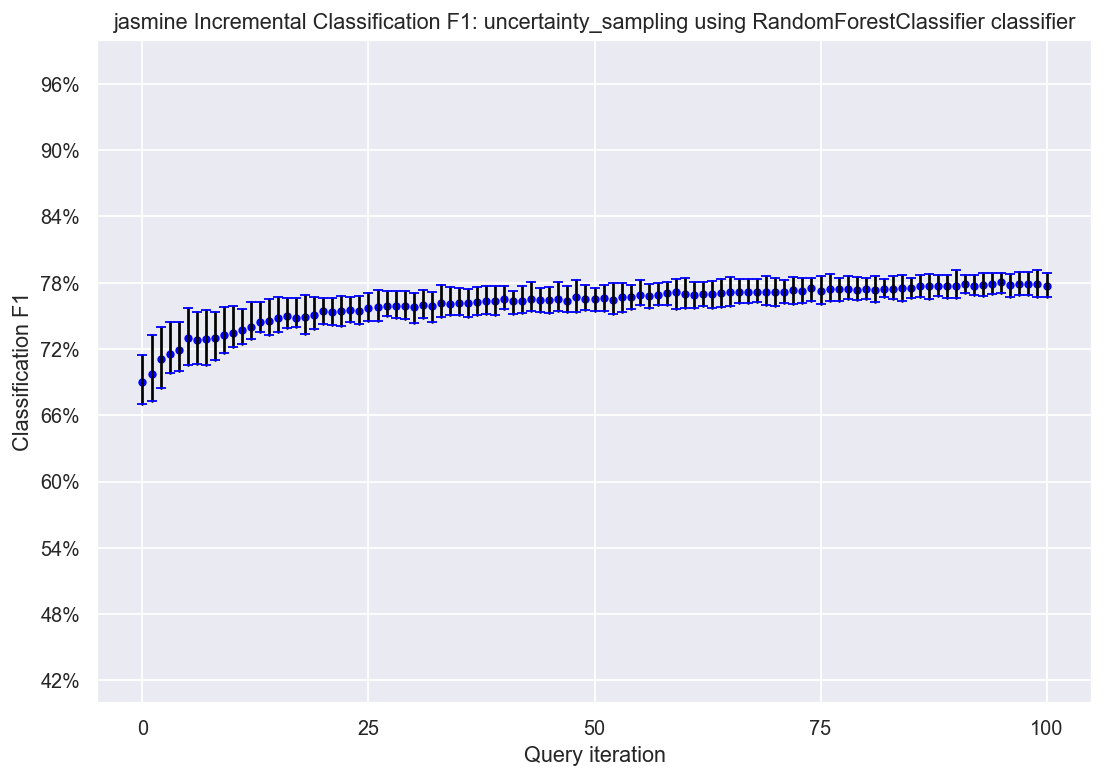 jasmine Incremental Classification F1: uncertainty_sampling using RandomForestClassifier classifier
96%
90%
84%
78%
72%
66%
60%
54%
48%
42%
Classification F1
0 25 50 75 100
Query iteration